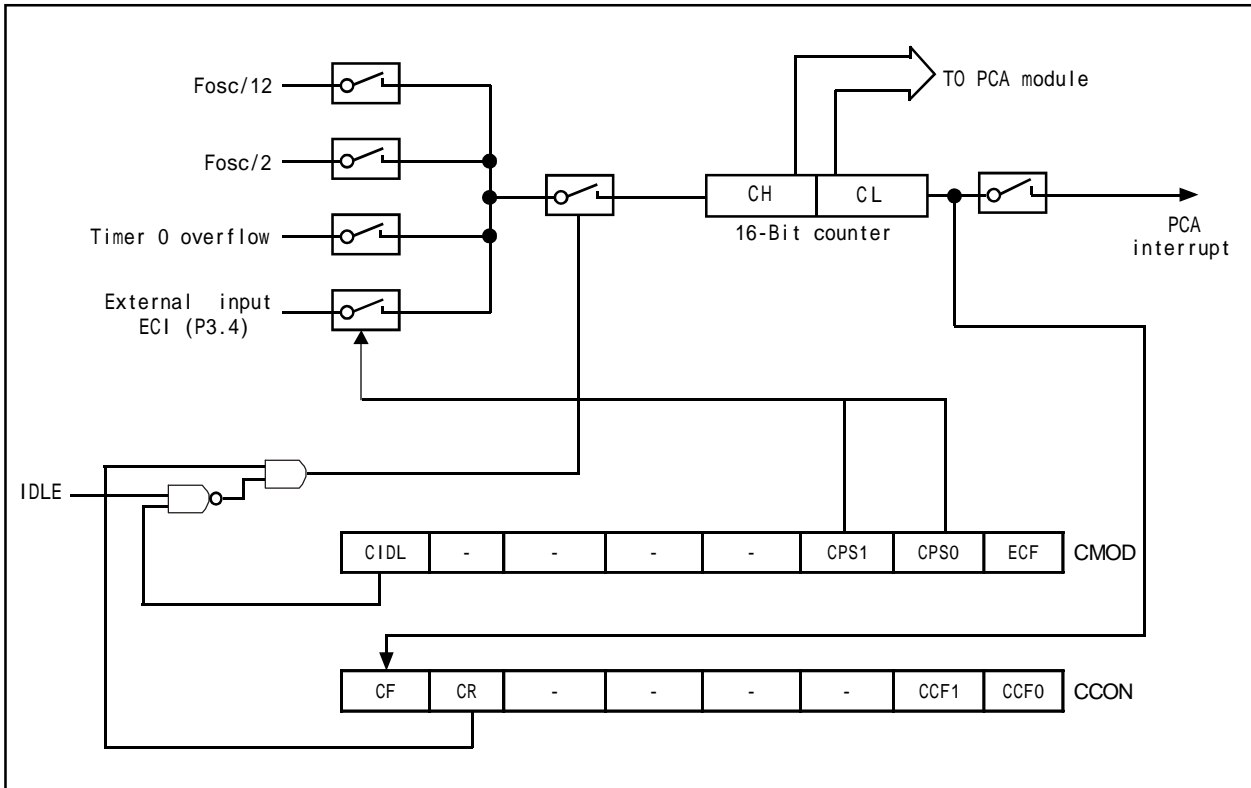 Fosc/12
TO PCA module
Fosc/2
CH CL
16-Bit counter
PCA
interrupt
Timer 0 overflow
External input
ECI (P3.4)
IDLE
CIDL - - - - CPS1 CPS0 ECF CMOD
CF CR - - - - CCF1 CCF0 CCON